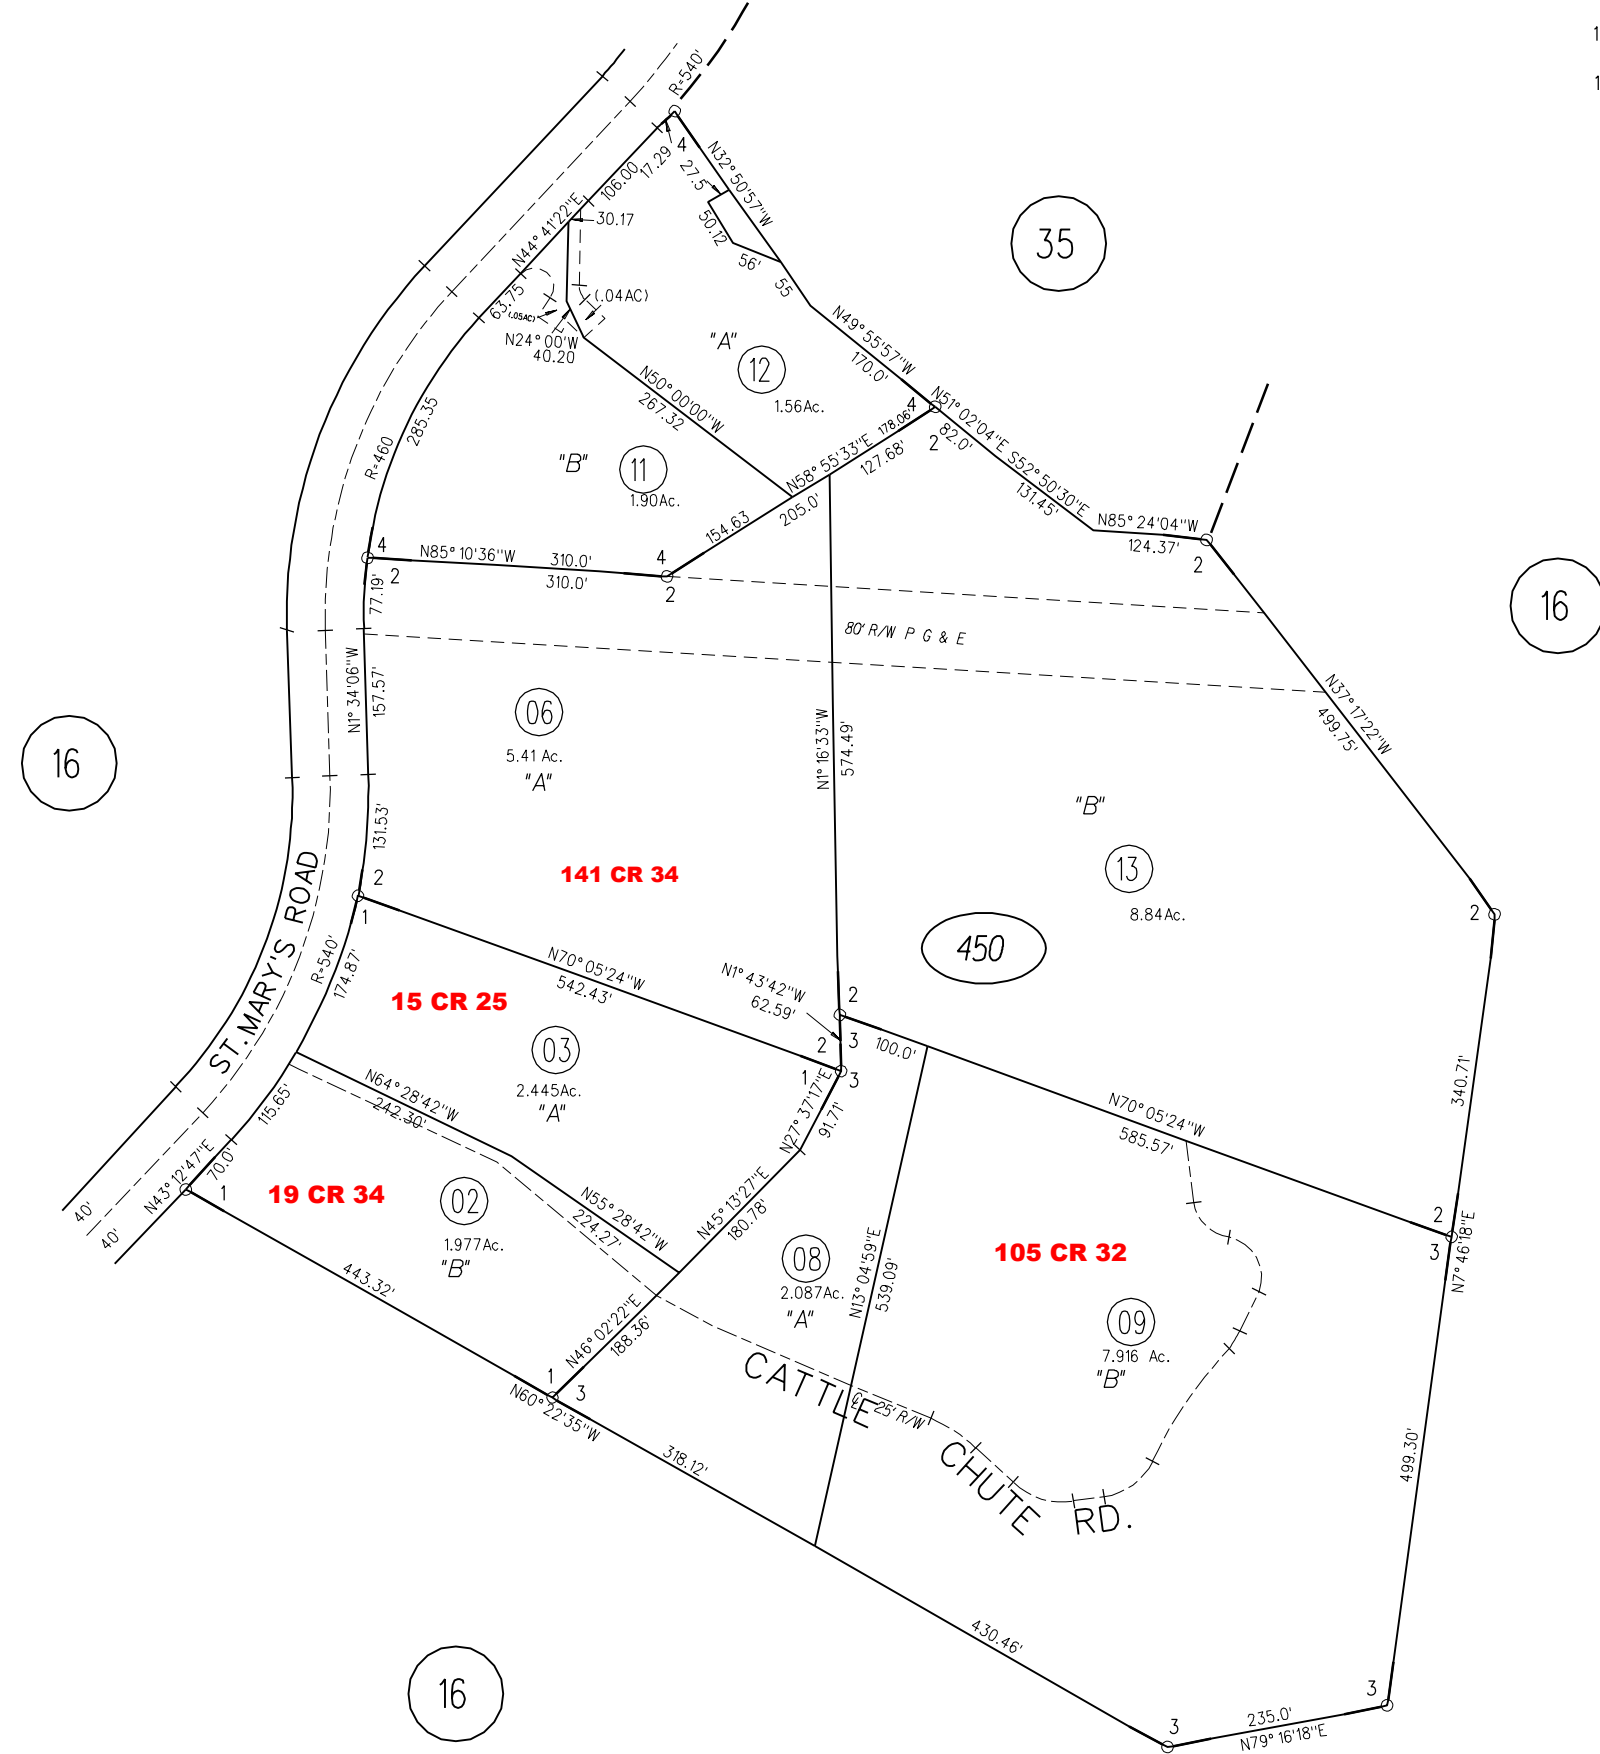 1
1
R=540'
4
17.29
106.00
27.5
N32° 50'57"W
50.12
56'
55
30.17
N44° 41'22"E
63.75
(.05AC)
(.04AC)
N24° 00'W
40.20
35
"A"
12
1.56Ac.
N49° 55'57"W
170.0'
N50° 00'00"W
267.32
4
2
N51° 02'04"E
82.0'
S52° 50'30"E
131.45'
N85° 24'04"W
124.37'
2
R=460
285.35
"B"
11
1.90Ac.
N58° 55'33"E
178.06'
127.68'
205.0'
154.63
4
2
N85° 10'36"W
310.0'
310.0'
4
2
77.19'
80' R/W P G & E
16
N1° 34'06"W
157.57'
06
5.41 Ac.
"A"
N1° 16'33"W
574.49'
N37° 17'22"W
499.75'
16
131.53'
141 CR 34
"B"
13
8.84Ac.
2
2
1
450
ST. MARY'S ROAD
R=540'
174.87'
N70° 05'24"W
542.43'
15 CR 25
N1° 43'42"W
62.59'
2
3
2
1
3
100.0'
03
2.445Ac.
"A"
N27° 37'17"E
91.71'
340.71'
N70° 05'24"W
585.57'
N64° 28'42"W
242.30'
115.65'
N43° 12'47"E
70.0'
1
40'
40'
19 CR 34
02
1.977Ac.
"B"
N55° 28'42"W
224.27'
N45° 13'27"E
180.78'
08
2.087Ac.
"A"
N13° 04'59"E
539.09'
105 CR 32
09
7.916 Ac.
"B"
2
3
N7° 46'18"E
443.32'
N46° 02'22"E
188.36'
1
3
N60° 22'35"W
CATTLE CHUTE RD.
℄ 25' R/W
318.12'
499.30'
430.46'
16
3
3
235.0'
N79° 16'18"E